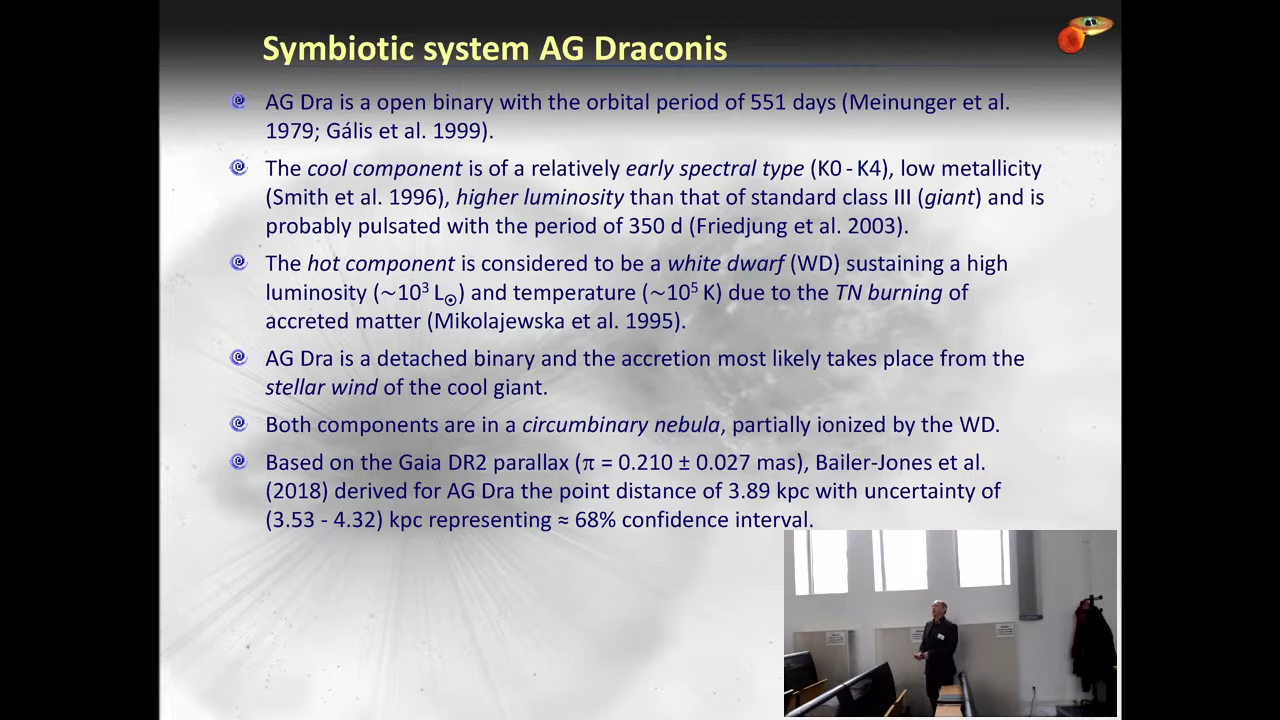 Symbiotic system AG Draconis
AG Dra is a open binary with the orbital period of 551 days (Meinunger et al.
1979; Gális et al. 1999).
The cool component is of a relatively early spectral type (K0 - K4), low metallicity
(Smith et al. 1996), higher luminosity than that of standard class III (giant) and is
probably pulsated with the period of 350 d (Friedjung et al. 2003).
The hot component is considered to be a white dwarf (WD) sustaining a high
luminosity (~10³ L☉) and temperature (~10⁵ K) due to the TN burning of
accreted matter (Mikolajewska et al. 1995).
AG Dra is a detached binary and the accretion most likely takes place from the
stellar wind of the cool giant.
Both components are in a circumbinary nebula, partially ionized by the WD.
Based on the Gaia DR2 parallax (π = 0.210 ± 0.027 mas), Bailer-Jones et al.
(2018) derived for AG Dra the point distance of 3.89 kpc with uncertainty of
(3.53 - 4.32) kpc representing ≈ 68% confidence interval.